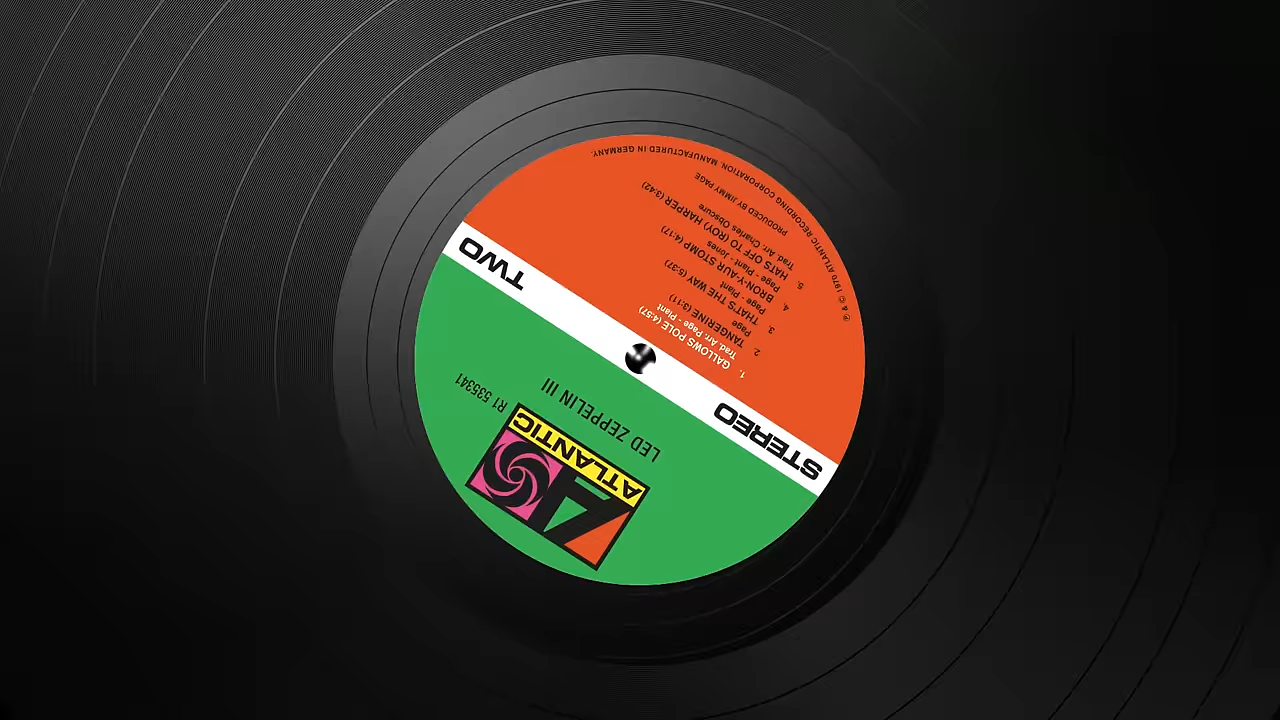 ATLANTIC
R1 535341
LED ZEPPELIN III
STEREO
TWO
1. GALLOWS POLE (4:57)
Trad. Arr. Page - Plant
2. TANGERINE (3:11)
Page
3. THAT'S THE WAY (5:37)
Page - Plant
4. BRON-Y-AUR STOMP (4:17)
Page - Plant - Jones
5. HATS OFF TO (ROY) HARPER (3:42)
Trad. Arr. Charles Obscure
PRODUCED BY JIMMY PAGE
℗ & © 1970 ATLANTIC RECORDING CORPORATION. MANUFACTURED IN GERMANY.